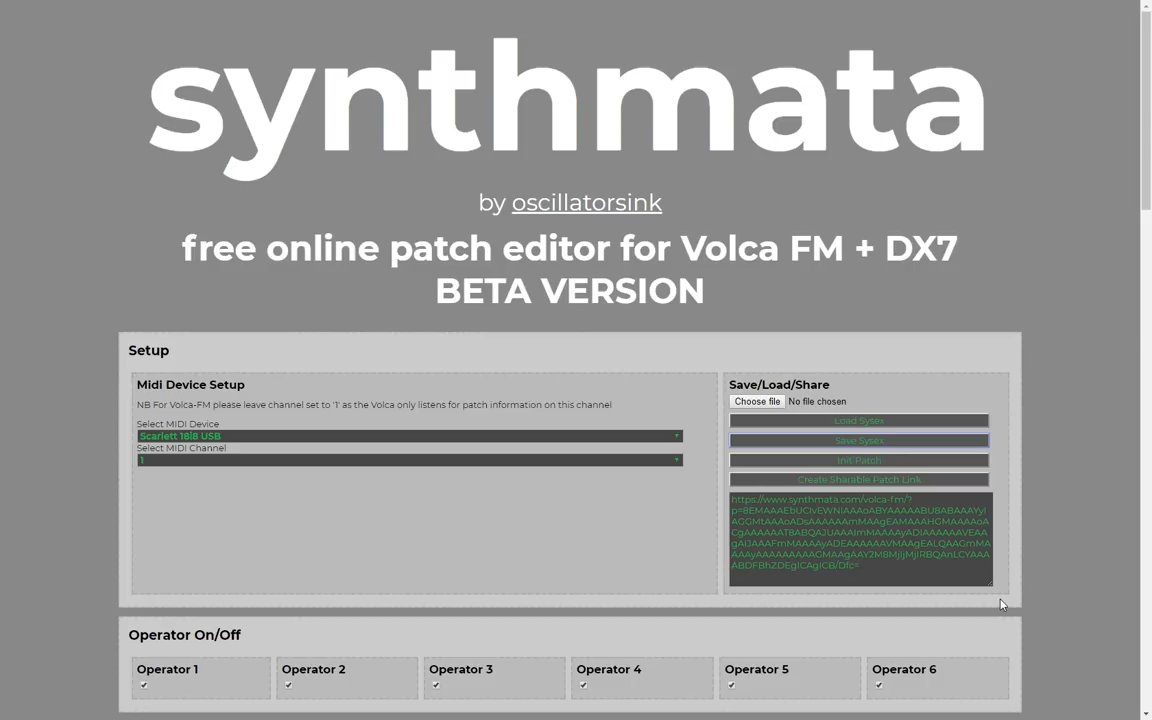 synthmata
by oscillatorsink
free online patch editor for Volca FM + DX7
BETA VERSION
Setup
Midi Device Setup
NB For Volca-FM please leave channel set to '1' as the Volca only listens for patch information on this channel
Select MIDI Device
Scarlett 18i8 USB
Select MIDI Channel
1
Save/Load/Share
Choose file No file chosen
Load Sysex
Save Sysex
Init Patch
Create Sharable Patch Link
https://www.synthmata.com/volca-fm/?
Operator On/Off
Operator 1
Operator 2
Operator 3
Operator 4
Operator 5
Operator 6